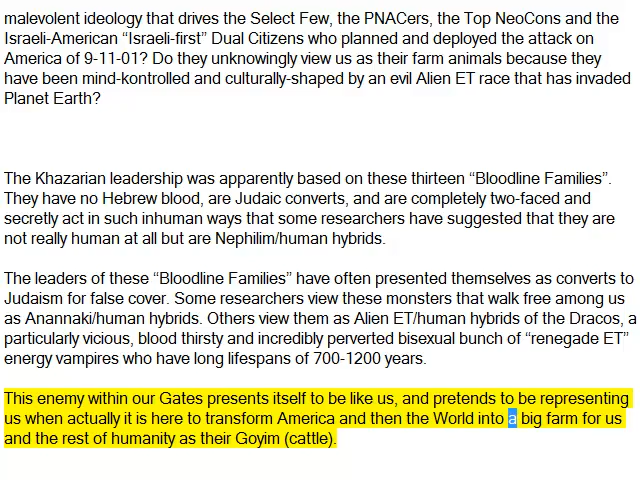 malevolent ideology that drives the Select Few, the PNACers, the Top NeoCons and the
Israeli-American “Israeli-first” Dual Citizens who planned and deployed the attack on
America of 9-11-01? Do they unknowingly view us as their farm animals because they
have been mind-kontrolled and culturally-shaped by an evil Alien ET race that has invaded
Planet Earth?
The Khazarian leadership was apparently based on these thirteen “Bloodline Families”.
They have no Hebrew blood, are Judaic converts, and are completely two-faced and
secretly act in such inhuman ways that some researchers have suggested that they are
not really human at all but are Nephilim/human hybrids.
The leaders of these “Bloodline Families” have often presented themselves as converts to
Judaism for false cover. Some researchers view these monsters that walk free among us
as Anannaki/human hybrids. Others view them as Alien ET/human hybrids of the Dracos, a
particularly vicious, blood thirsty and incredibly perverted bisexual bunch of “renegade ET”
energy vampires who have long lifespans of 700-1200 years.
This enemy within our Gates presents itself to be like us, and pretends to be representing
us when actually it is here to transform America and then the World into a big farm for us
and the rest of humanity as their Goyim (cattle).